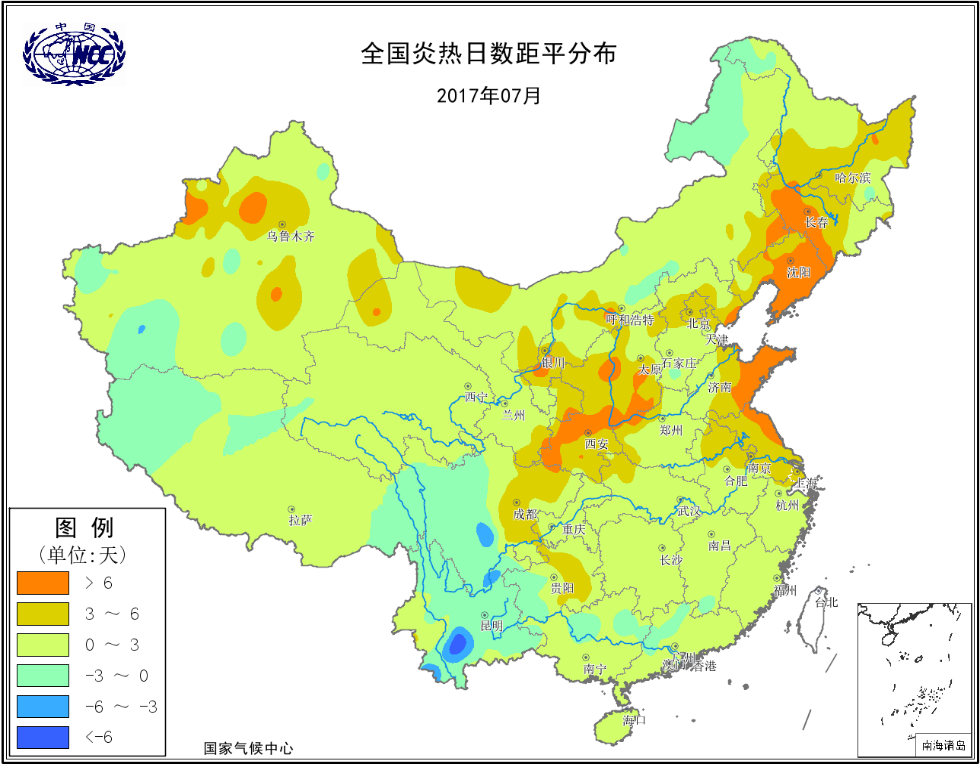 中国
NCC
全国炎热日数距平分布
2017年07月
哈尔滨
长春
乌鲁木齐
沈阳
呼和浩特
北京
天津
银川
太原
石家庄
济南
西宁
兰州
西安
郑州
南京
合肥
上海
杭州
拉萨
成都
重庆
武汉
南昌
长沙
贵阳
福州
台北
昆明
广州
南宁
澳门
香港
海口
图 例
(单位:天)
> 6
3 ~ 6
0 ~ 3
-3 ~ 0
-6 ~ -3
<-6
国家气候中心
南海诸岛